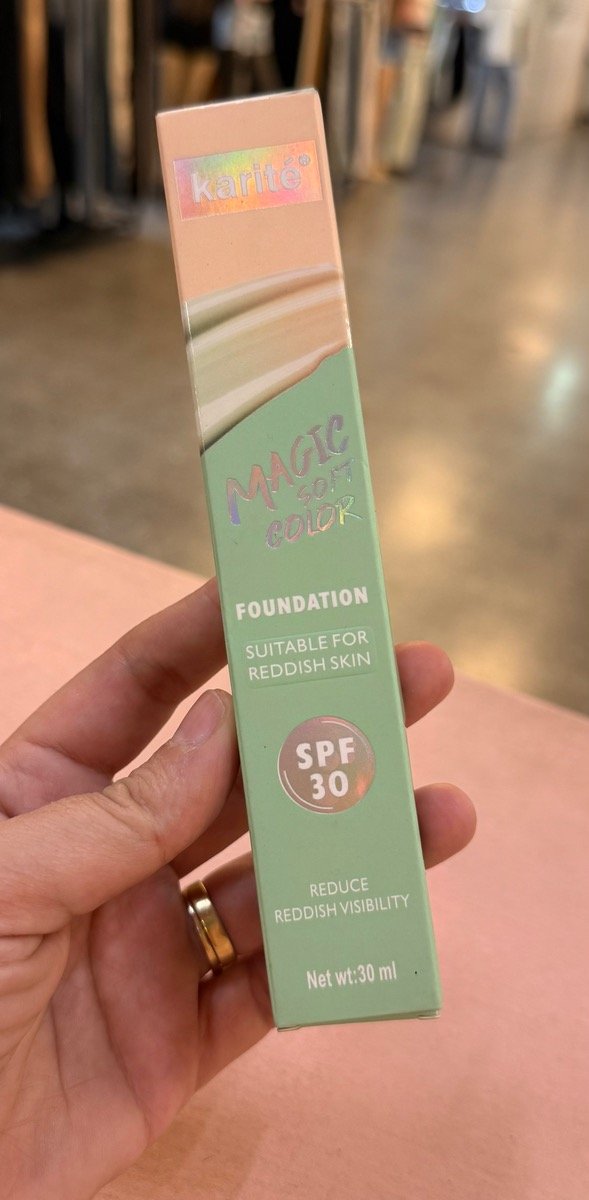 karité®
MAGIC
SOFT
COLOR
FOUNDATION
SUITABLE FOR
REDDISH SKIN
SPF
30
REDUCE
REDDISH VISIBILITY
Net wt:30 ml